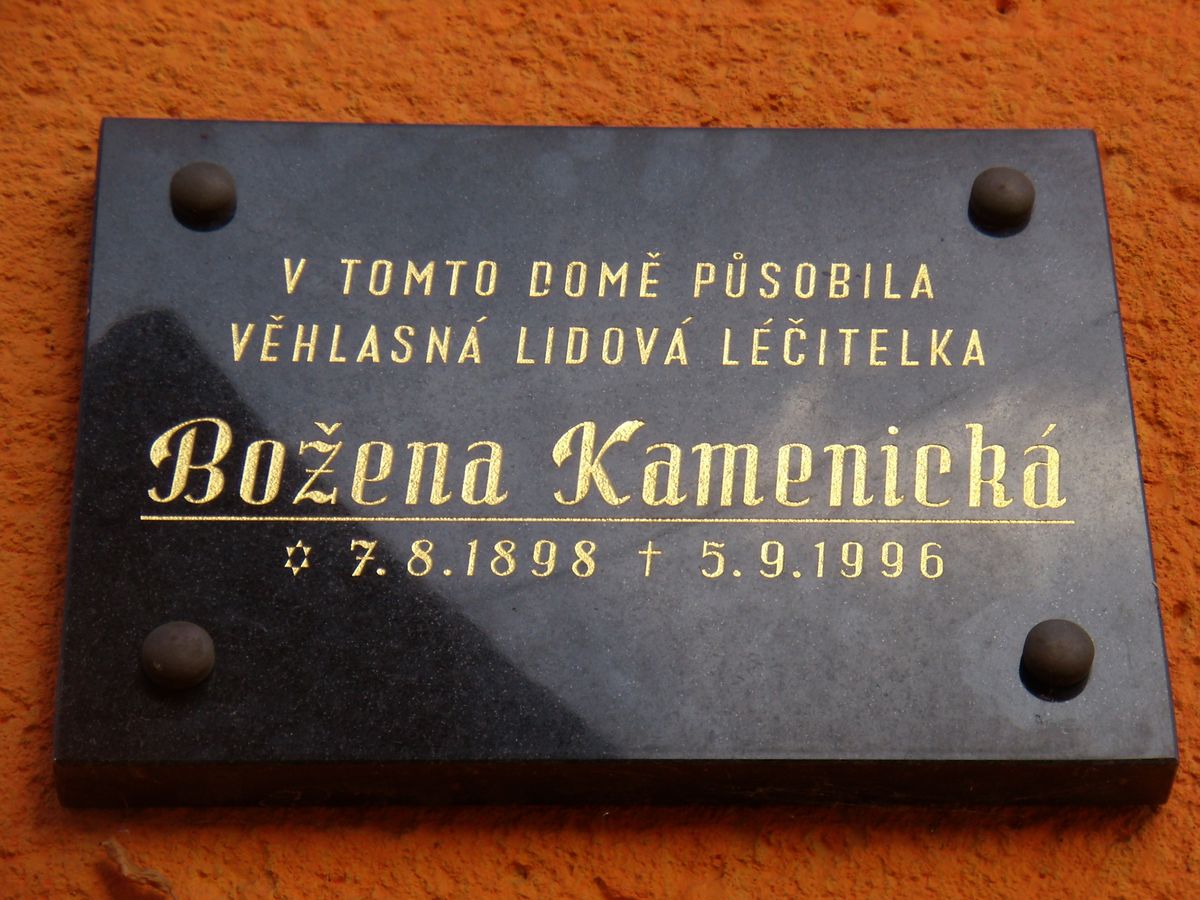 V TOMTO DOMĚ PŮSOBILA
VĚHLASNÁ LIDOVÁ LÉČITELKA
Božena Kamenická
✡ 7.8.1898 † 5.9.1996